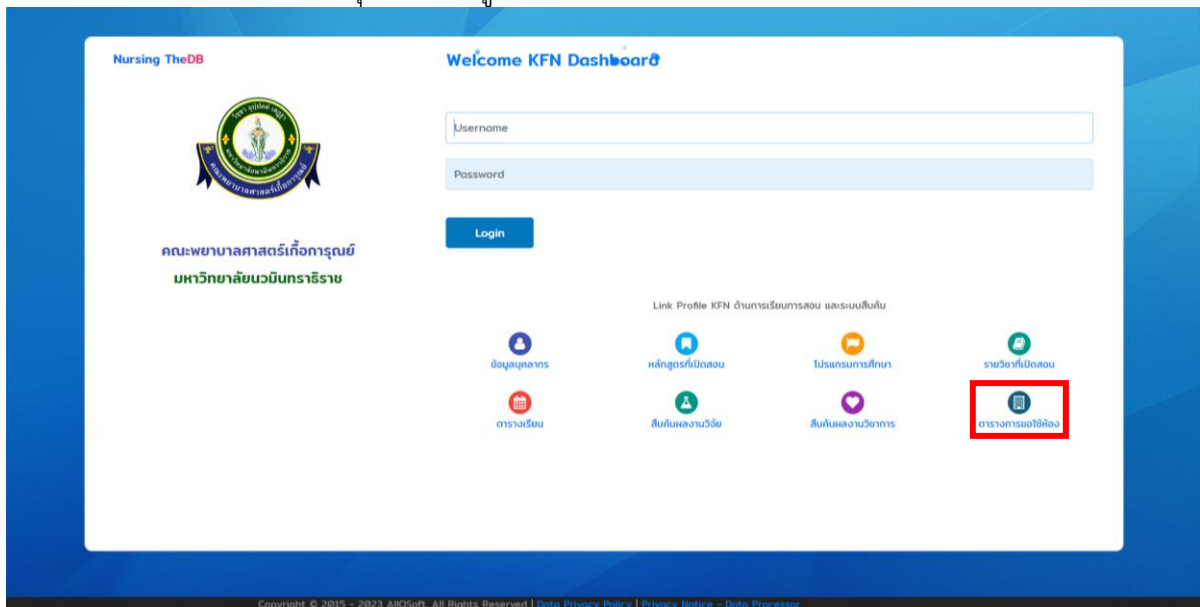 Nursing TheDB
Welcome KFN Dashboard
Username
Password
Login
คณะพยาบาลศาสตร์เกื้อการุณย์
มหาวิทยาลัยนวมินทราธิราช
Link Profile KFN ด้านการเรียนการสอน และระบบสืบค้น
ข้อมูลบุคลากร หลักสูตรที่เปิดสอน โปรแกรมการศึกษา รายวิชาที่เปิดสอน
ตารางเรียน สืบค้นผลงานวิจัย สืบค้นผลงานวิชาการ ตารางการขอใช้ห้อง
Copyright © 2015 - 2023 AllOSoft. All Rights Reserved | Data Privacy Policy | Privacy Notice - Data Processor